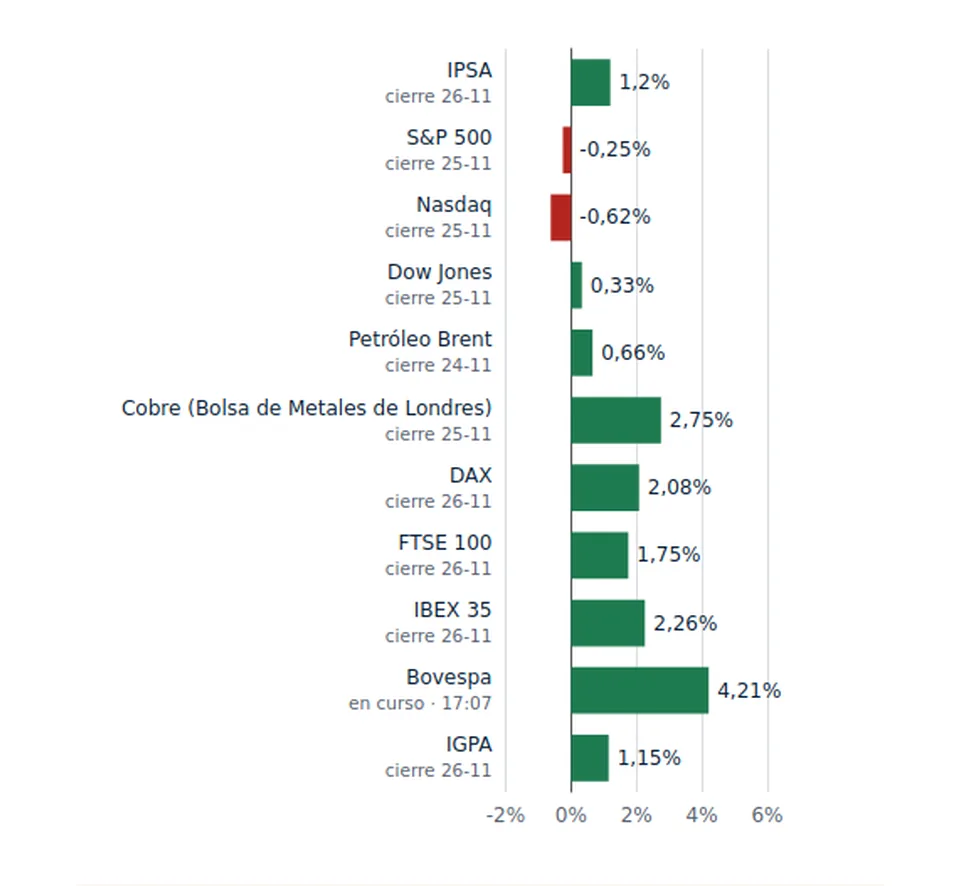 IPSA
cierre 26-11
1,2%
S&P 500
cierre 25-11
-0,25%
Nasdaq
cierre 25-11
-0,62%
Dow Jones
cierre 25-11
0,33%
Petróleo Brent
cierre 24-11
0,66%
Cobre (Bolsa de Metales de Londres)
cierre 25-11
2,75%
DAX
cierre 26-11
2,08%
FTSE 100
cierre 26-11
1,75%
IBEX 35
cierre 26-11
2,26%
Bovespa
en curso · 17:07
4,21%
IGPA
cierre 26-11
1,15%
-2% 0% 2% 4% 6%